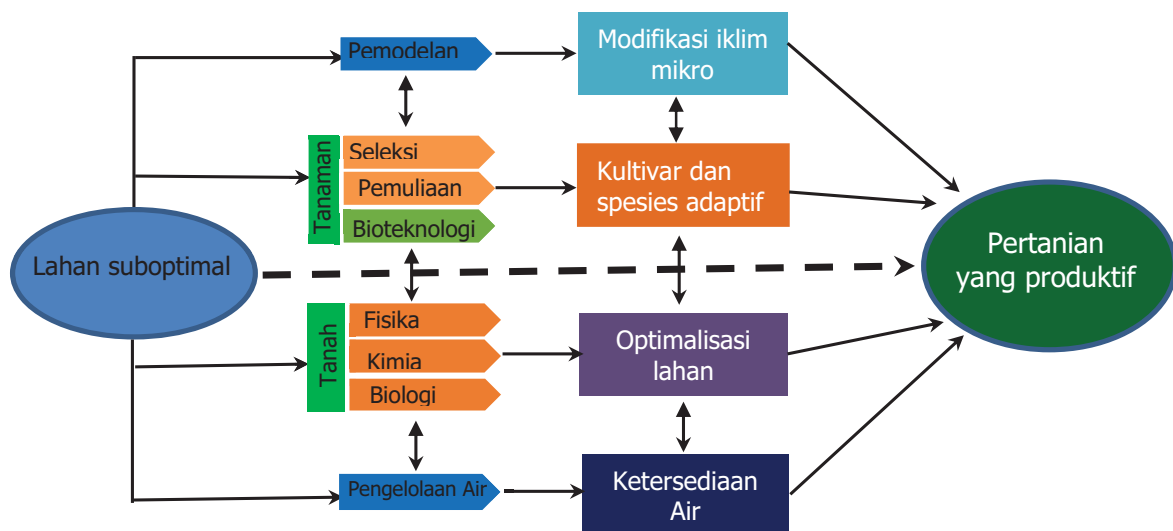 Lahan suboptimal
Pemodelan
Modifikasi iklim
mikro
Tanaman
Seleksi
Pemuliaan
Bioteknologi
Kultivar dan
spesies adaptif
Tanah
Fisika
Kimia
Biologi
Optimalisasi
lahan
Pengelolaan Air
Ketersediaan
Air
Pertanian
yang produktif